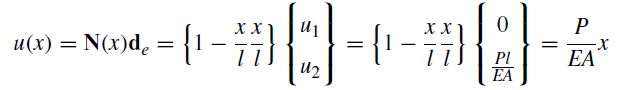 u(x) = N(x)d_e = {1 − x/l x/l} {u_1 u_2} = {1 − x/l x/l} {0 Pl/EA} = P/EA x